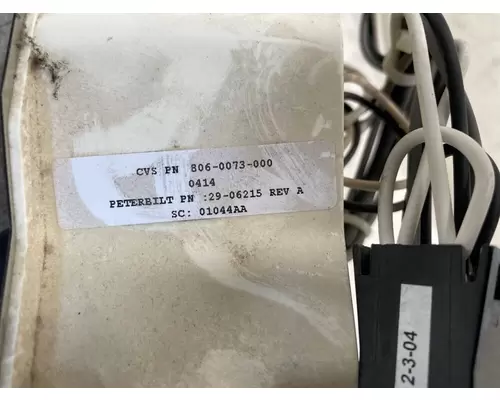 CVS PN 806-0073-000
0414
PETERBILT PN :29-06215 REV A
SC: 01044AA
2-3-04